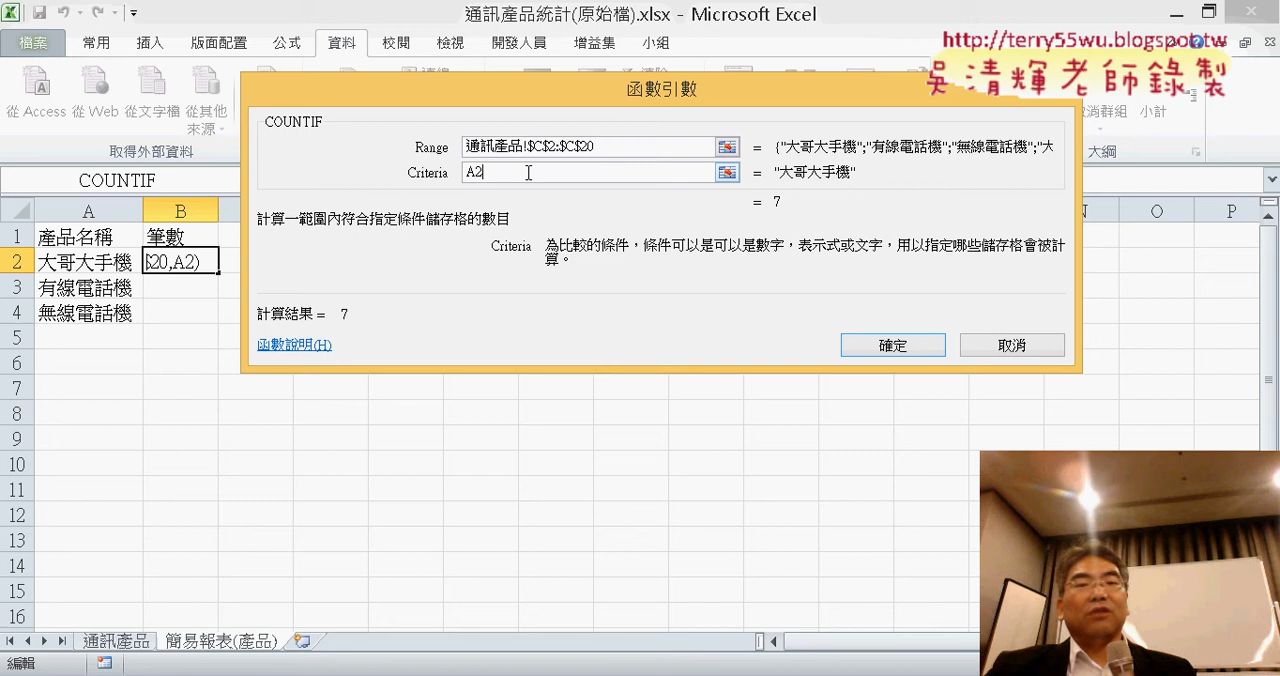 通訊產品統計(原始檔).xlsx - Microsoft Excel
檔案 常用 插入 版面配置 公式 資料 校閱 檢視 開發人員 增益集 小組
http://terry55wu.blogspot.tw
吳清輝老師錄製
從 Access 從 Web 從文字檔 從其他來源
取消群組 小計
取得外部資料
大綱
COUNTIF
函數引數
COUNTIF
Range 通訊產品!$C$2:$C$20 = {"大哥大手機";"有線電話機";"無線電話機";"大
Criteria A2 = "大哥大手機"
= 7
計算一範圍內符合指定條件儲存格的數目
Criteria 為比較的條件，條件可以是可以是數字，表示式或文字，用以指定哪些儲存格會被計
算。
計算結果 = 7
函數說明(H)
確定 取消
A B N O P
1 產品名稱 筆數
2 大哥大手機 $20,A2)
3 有線電話機
4 無線電話機
5
6
7
8
9
10
11
12
13
14
15
16
通訊產品 簡易報表(產品)
編輯